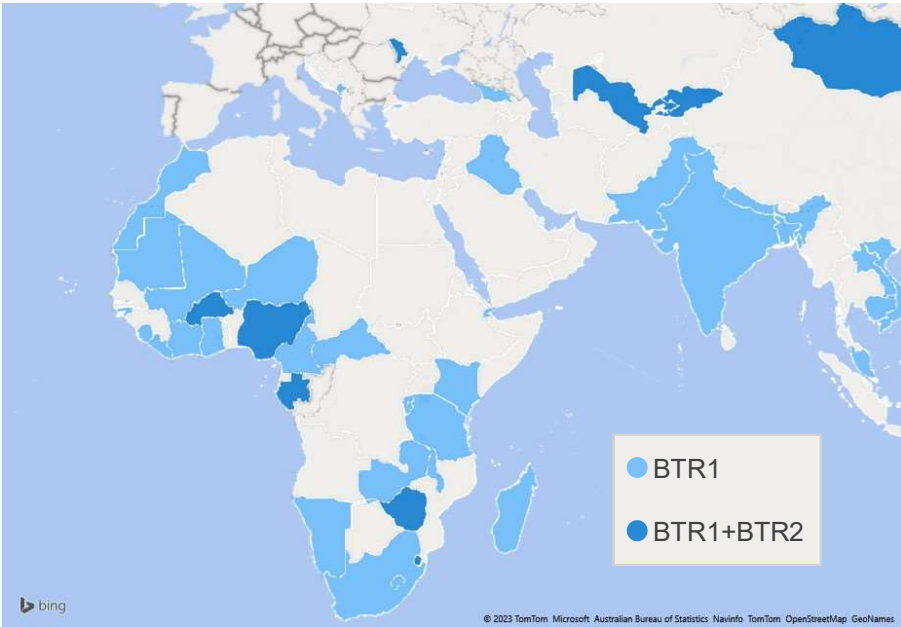 BTR1
BTR1+BTR2
bing
© 2023 TomTom Microsoft Australian Bureau of Statistics Navinfo TomTom OpenStreetMap GeoNames